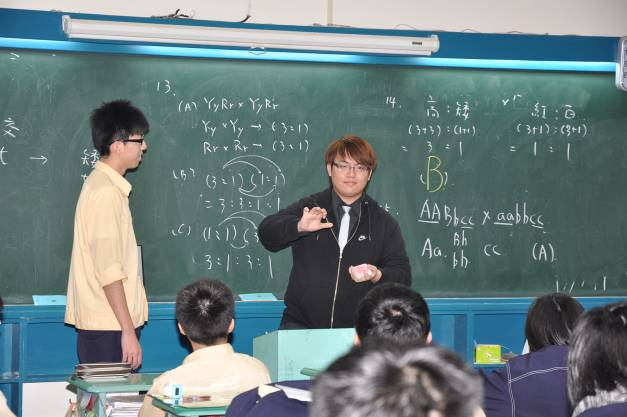 13.
(A) YyRr × YyRr
Yy × Yy → (3:1)
Rr × Rr → (3:1)
(b) (3:1)(1:1)
= 3:3:1:1
(C) (1:1)(3:1)
3:1:3:1
矮
t →
14. 高:矮
(3+3):(1+1)
= 3:1
(B)
× r. 紅:白
(3+1):(3+1)
= 1:1
t.
AABbcc × aabbcc
Aa. Bb bb cc (A).